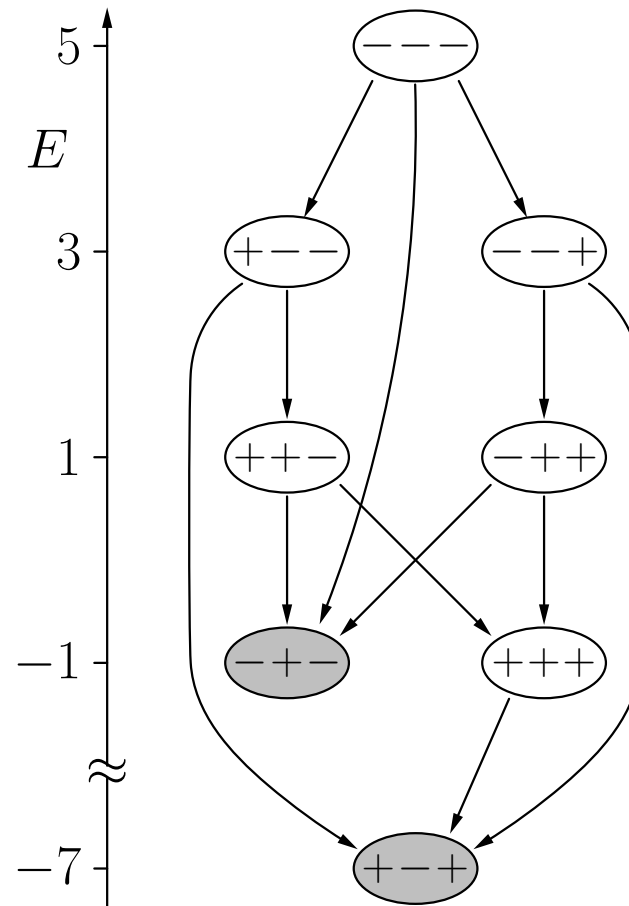 5 − − −
E
3 + − − − − +
1 + + − − + +
−1 − + − + + +
≈
−7 + − +